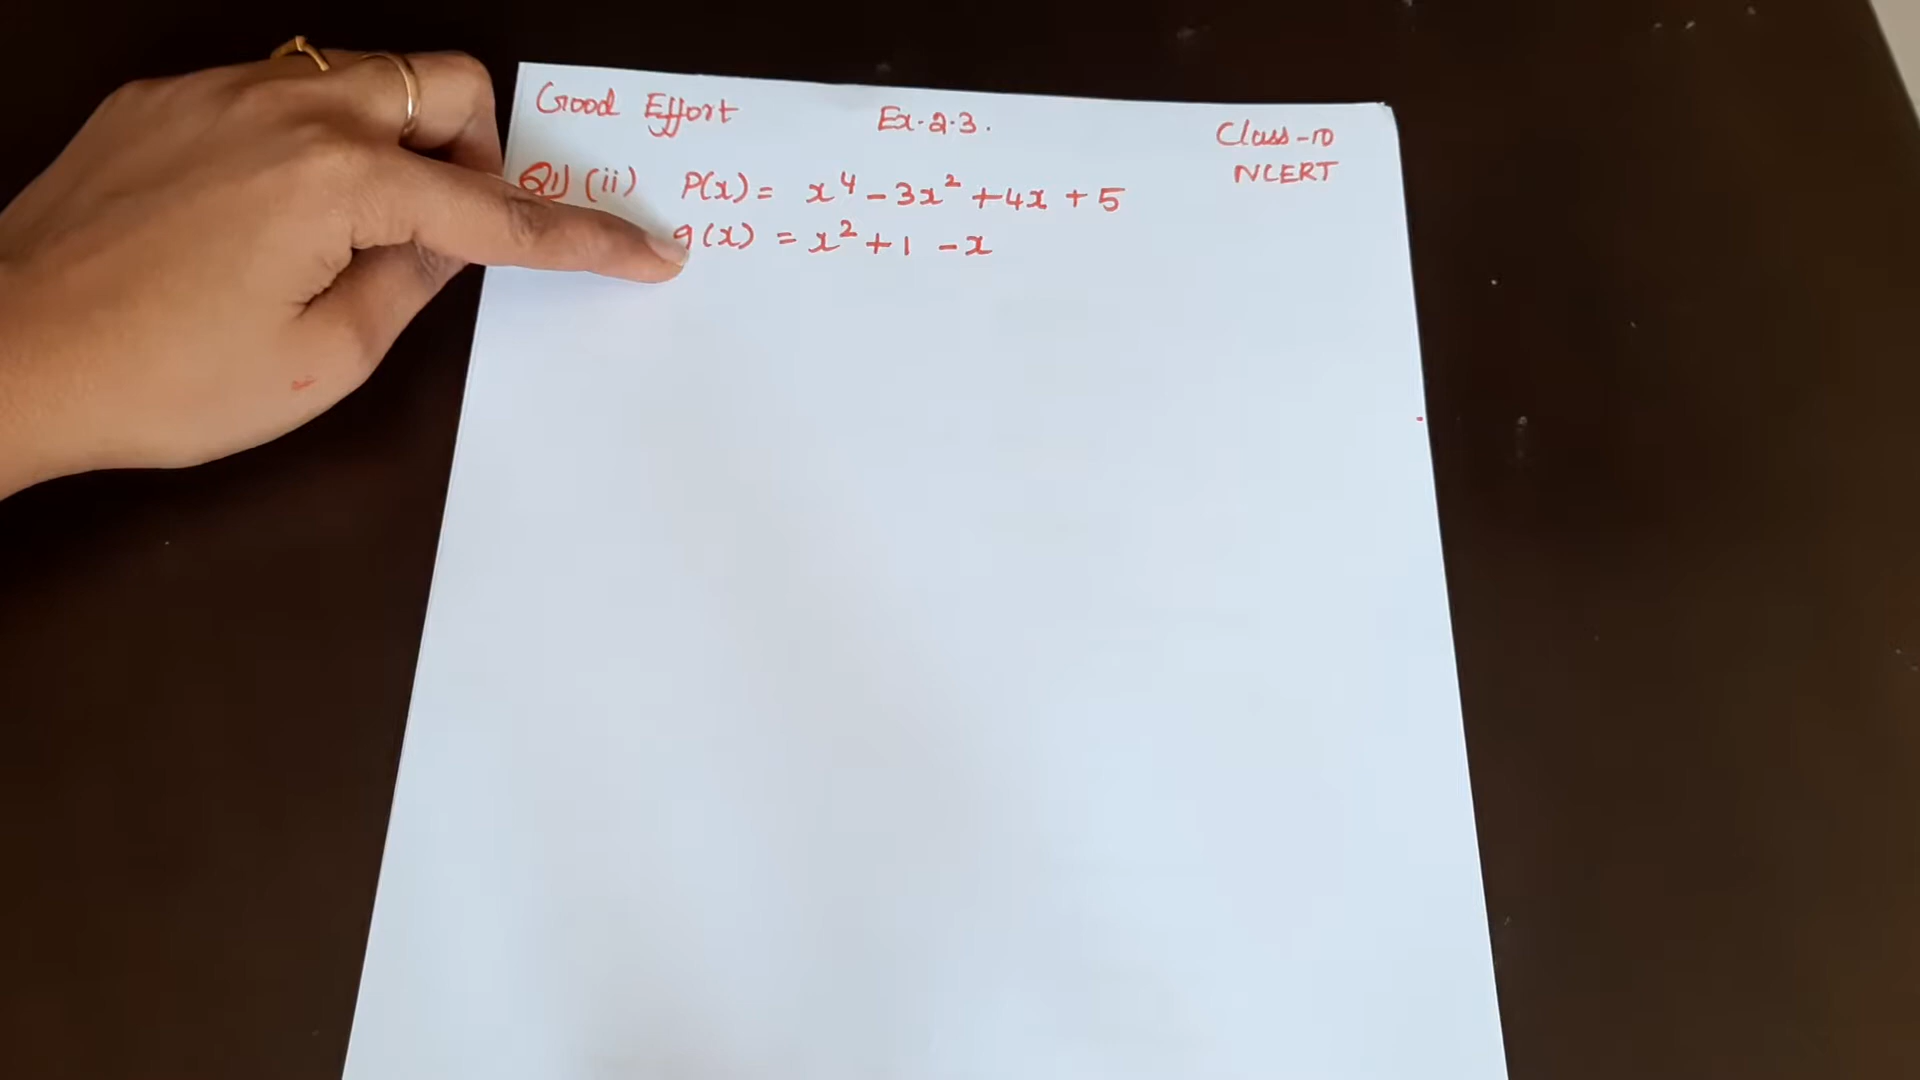 Good Effort Ex. 2.3. Class-10
NCERT
Q1) (ii) P(x) = x⁴ - 3x² + 4x + 5
g(x) = x² + 1 - x